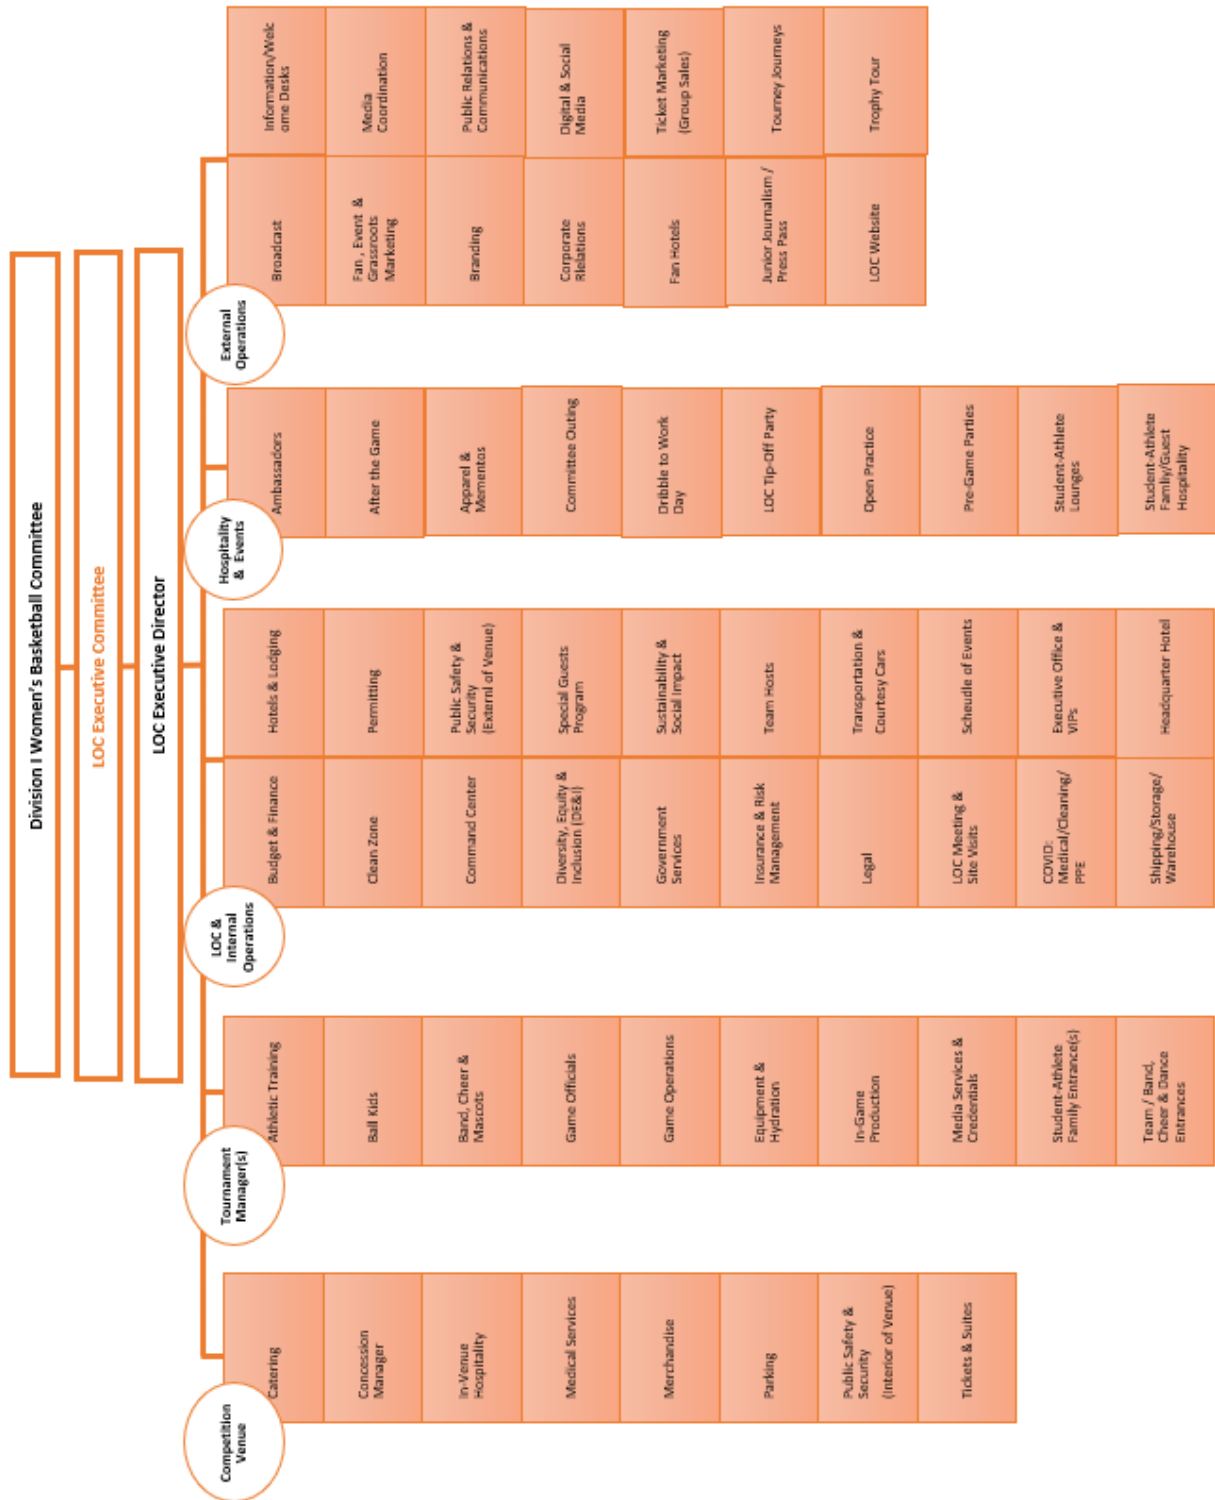 Division I Women's Basketball Committee
LOC Executive Committee
LOC Executive Director
Competition
Venue
Catering
Concession
Manager
In-Venue
Hospitality
Medical Services
Merchandise
Parking
Public Safety &
Security
(Interior of Venue)
Tickets & Suites
Tournament
Manager(s)
Athletic Training
Ball Kids
Band, Cheer &
Mascots
Game Officials
Game Operations
Equipment &
Hydration
In-Game
Production
Media Services &
Credentials
Student-Athlete
Family Entrance(s)
Team / Band,
Cheer & Dance
Entrances
LOC &
Internal
Operations
Budget & Finance
Clean Zone
Command Center
Diversity, Equity &
Inclusion (DE&I)
Government
Services
Insurance & Risk
Management
Legal
LOC Meeting &
Site Visits
COVID:
Medical/Cleaning/
PPE
Shipping/Storage/
Warehouse
Hotels & Lodging
Permitting
Public Safety &
Security
(Externl of Venue)
Special Guests
Program
Sustainability &
Social Impact
Team Hosts
Transportation &
Courtesy Cars
Scheudle of Events
Executive Office &
VIPs
Headquarter Hotel
Hospitality
& Events
Ambassadors
After the Game
Apparel &
Mementos
Committee Outing
Dribble to Work
Day
LOC Tip-Off Party
Open Practice
Pre-Game Parties
Student-Athlete
Lounges
Student-Athlete
Family/Guest
Hospitality
External
Operations
Broadcast
Fan , Event &
Grassroots
Marketing
Branding
Corporate
Rlelations
Fan Hotels
Junior Journalism /
Press Pass
LOC Website
Information/Welc
ome Desks
Media
Coordination
Public Relations &
Communications
Digital & Social
Media
Ticket Marketing
(Group Sales)
Tourney Journeys
Trophy Tour